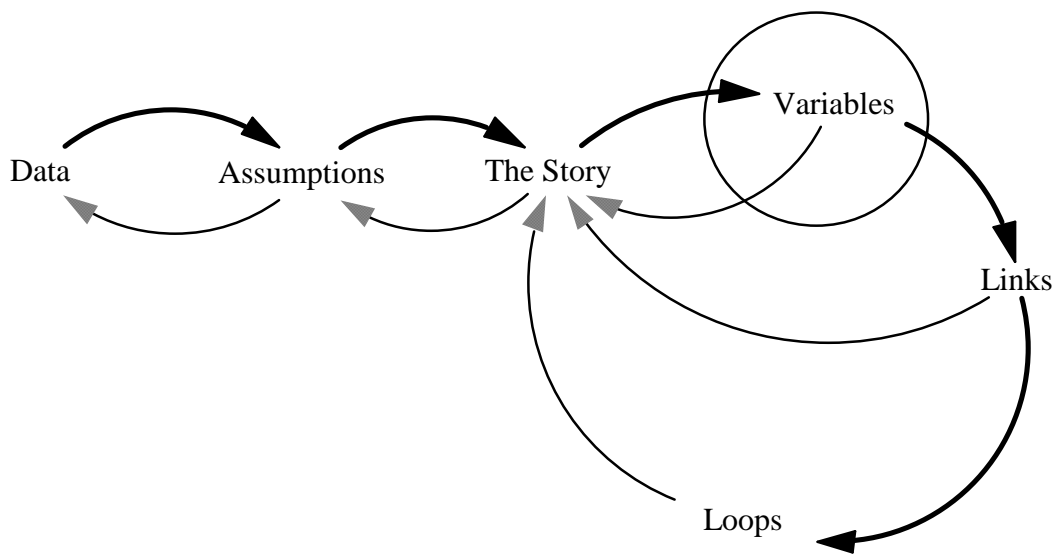 Variables
Data
Assumptions
The Story
Links
Loops